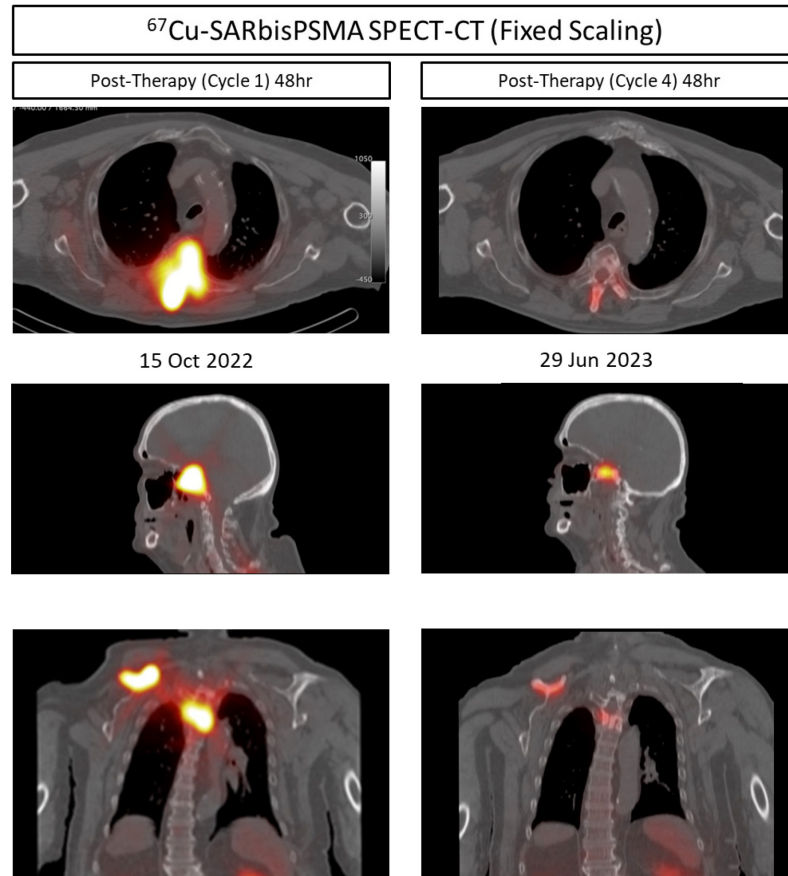 ⁶⁷Cu-SARbisPSMA SPECT-CT (Fixed Scaling)
Post-Therapy (Cycle 1) 48hr
Post-Therapy (Cycle 4) 48hr
1050
300
-450
15 Oct 2022
29 Jun 2023